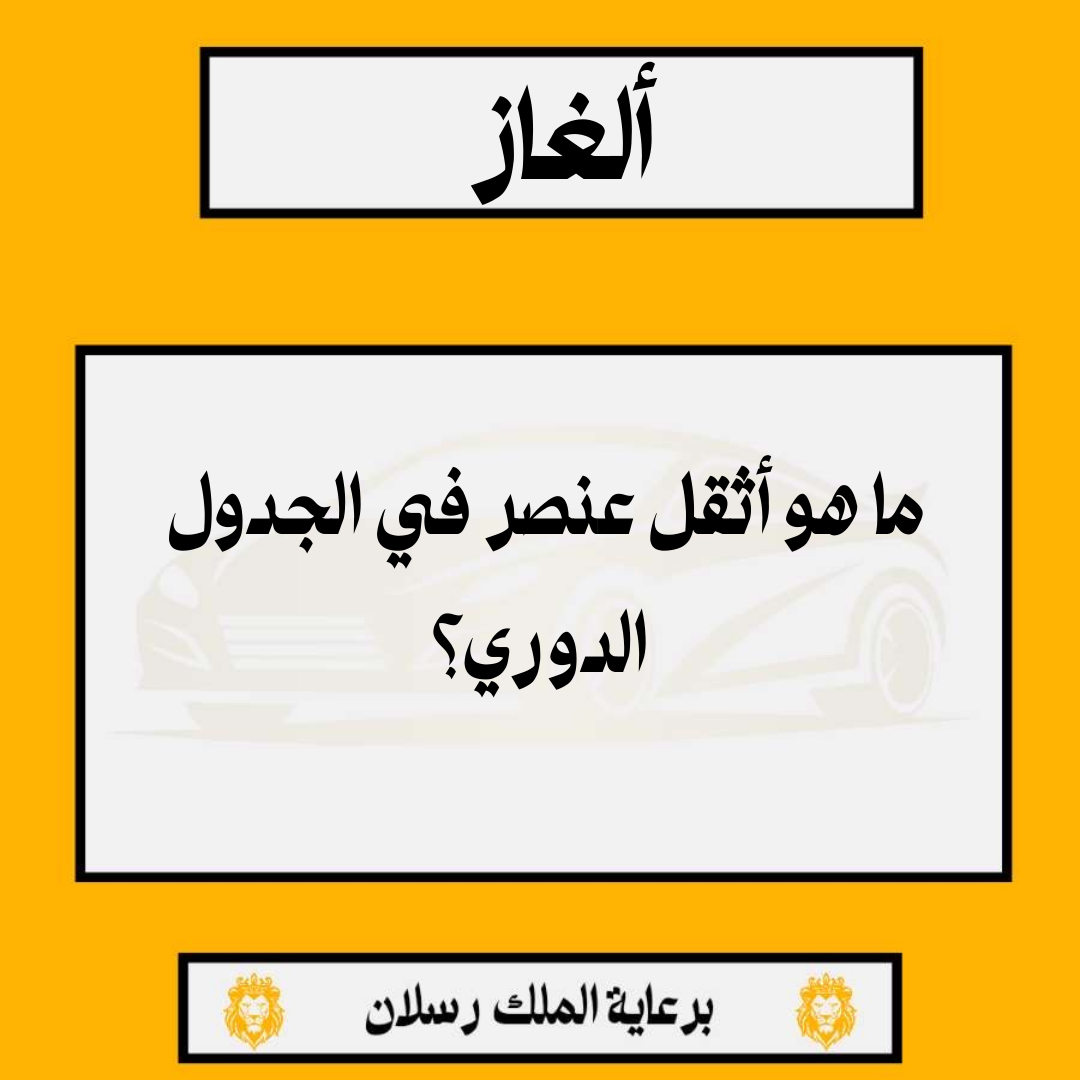 ألغاز
ما هو أثقل عنصر في الجدول
الدوري؟
برعاية الملك رسلان